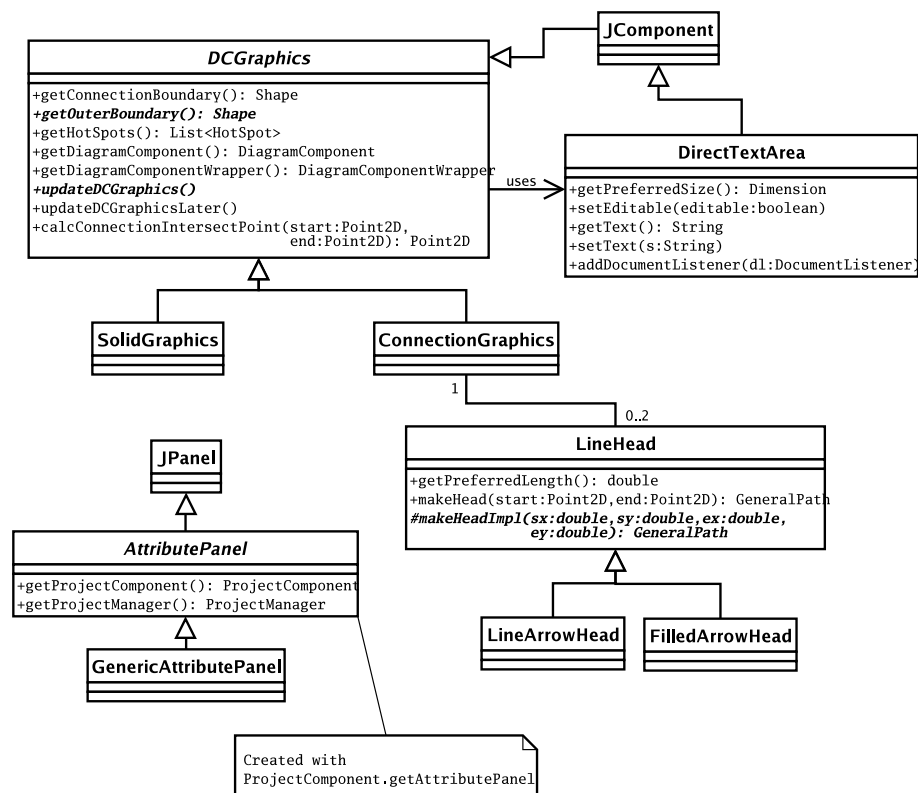 JComponent
DCGraphics
+getConnectionBoundary(): Shape
+getOuterBoundary(): Shape
+getHotSpots(): List<HotSpot>
+getDiagramComponent(): DiagramComponent
+getDiagramComponentWrapper(): DiagramComponentWrapper
+updateDCGraphics()
+updateDCGraphicsLater()
+calcConnectionIntersectPoint(start:Point2D,
end:Point2D): Point2D
uses
DirectTextArea
+getPreferredSize(): Dimension
+setEditable(editable:boolean)
+getText(): String
+setText(s:String)
+addDocumentListener(dl:DocumentListener)
SolidGraphics
ConnectionGraphics
1
0..2
LineHead
+getPreferredLength(): double
+makeHead(start:Point2D,end:Point2D): GeneralPath
#makeHeadImpl(sx:double,sy:double,ex:double,
ey:double): GeneralPath
JPanel
AttributePanel
+getProjectComponent(): ProjectComponent
+getProjectManager(): ProjectManager
LineArrowHead
FilledArrowHead
GenericAttributePanel
Created with
ProjectComponent.getAttributePanel